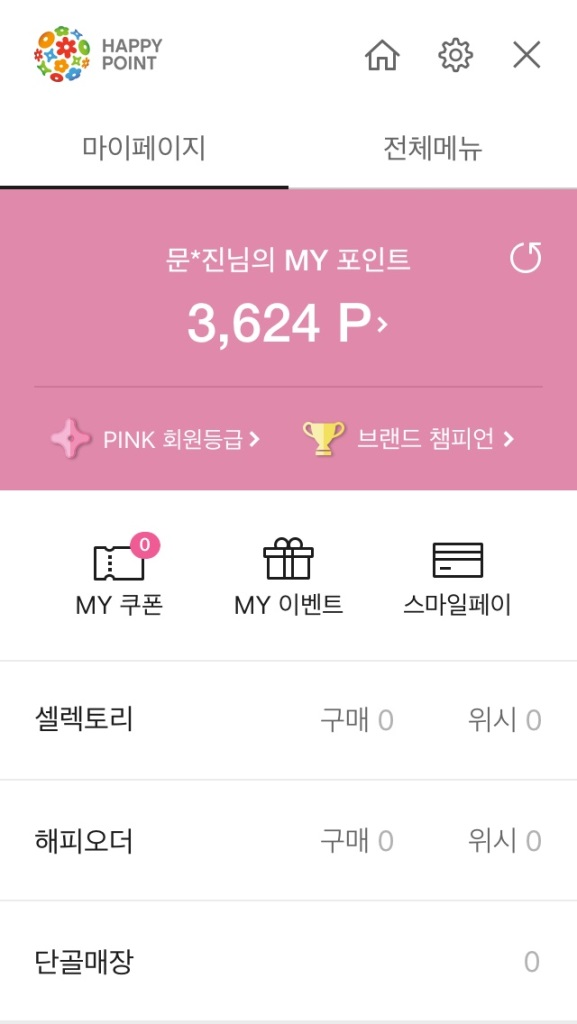 HAPPY
POINT
마이페이지 전체메뉴
문*진님의 MY 포인트
3,624 P
PINK 회원등급 브랜드 챔피언
0
MY 쿠폰 MY 이벤트 스마일페이
셀렉토리 구매 0 위시 0
해피오더 구매 0 위시 0
단골매장 0